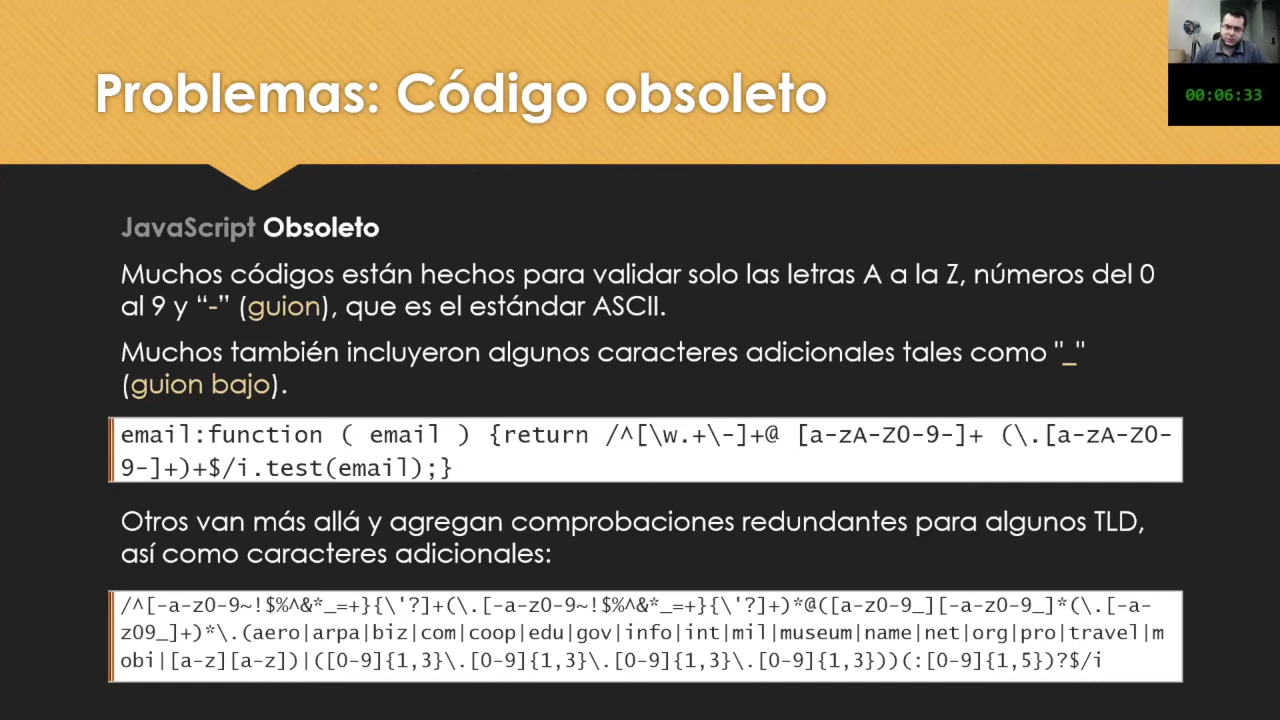 Problemas: Código obsoleto
00:06:33
JavaScript Obsoleto
Muchos códigos están hechos para validar solo las letras A a la Z, números del 0
al 9 y “-” (guion), que es el estándar ASCII.
Muchos también incluyeron algunos caracteres adicionales tales como "_"
(guion bajo).
email:function ( email ) {return /^[\w.+\-]+@ [a-zA-Z0-9-]+ (\.[a-zA-Z0-
9-]+)+$/i.test(email);}
Otros van más allá y agregan comprobaciones redundantes para algunos TLD,
así como caracteres adicionales:
/^[-a-z0-9~!$%^&*_=+}{\'?]+(\.[-a-z0-9~!$%^&*_=+}{\'?]+)*@([a-z0-9_][-a-z0-9_]*(\.[-a-
z09_]+)*\.(aero|arpa|biz|com|coop|edu|gov|info|int|mil|museum|name|net|org|pro|travel|m
obi|[a-z][a-z])|([0-9]{1,3}\.[0-9]{1,3}\.[0-9]{1,3}\.[0-9]{1,3}))(:[0-9]{1,5})?$/i